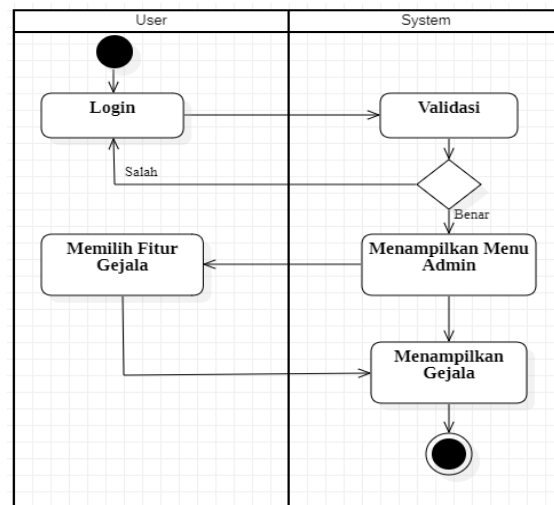 User
System
Login
Validasi
Salah
Benar
Memilih Fitur
Gejala
Menampilkan Menu
Admin
Menampilkan
Gejala